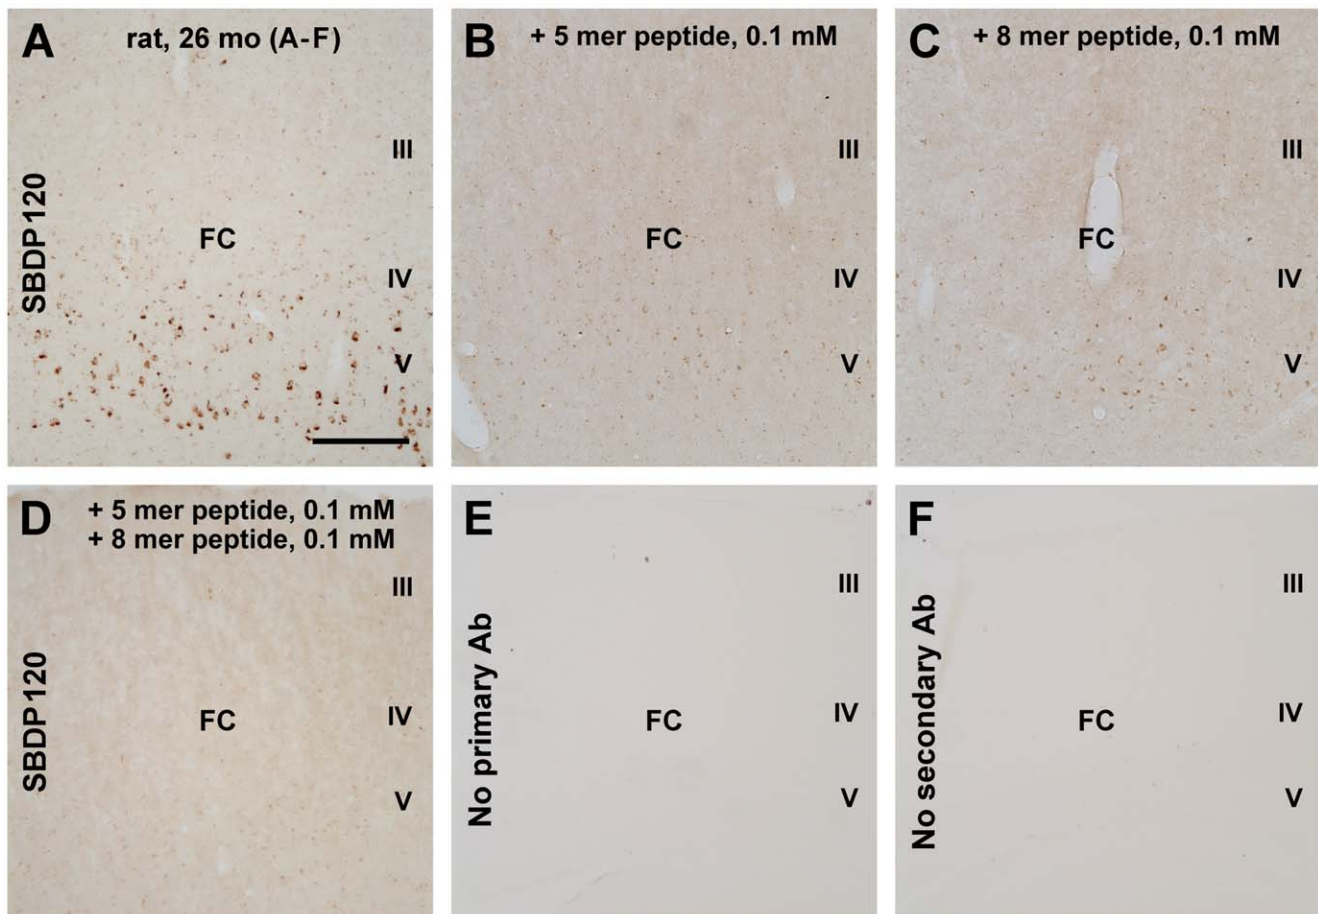 A
rat, 26 mo (A-F)
III
SBDP120
FC
IV
V
B
+ 5 mer peptide, 0.1 mM
III
FC
IV
V
C
+ 8 mer peptide, 0.1 mM
III
FC
IV
V
D
+ 5 mer peptide, 0.1 mM
+ 8 mer peptide, 0.1 mM
III
SBDP120
FC
IV
V
E
III
No primary Ab
FC
IV
V
F
III
No secondary Ab
FC
IV
V